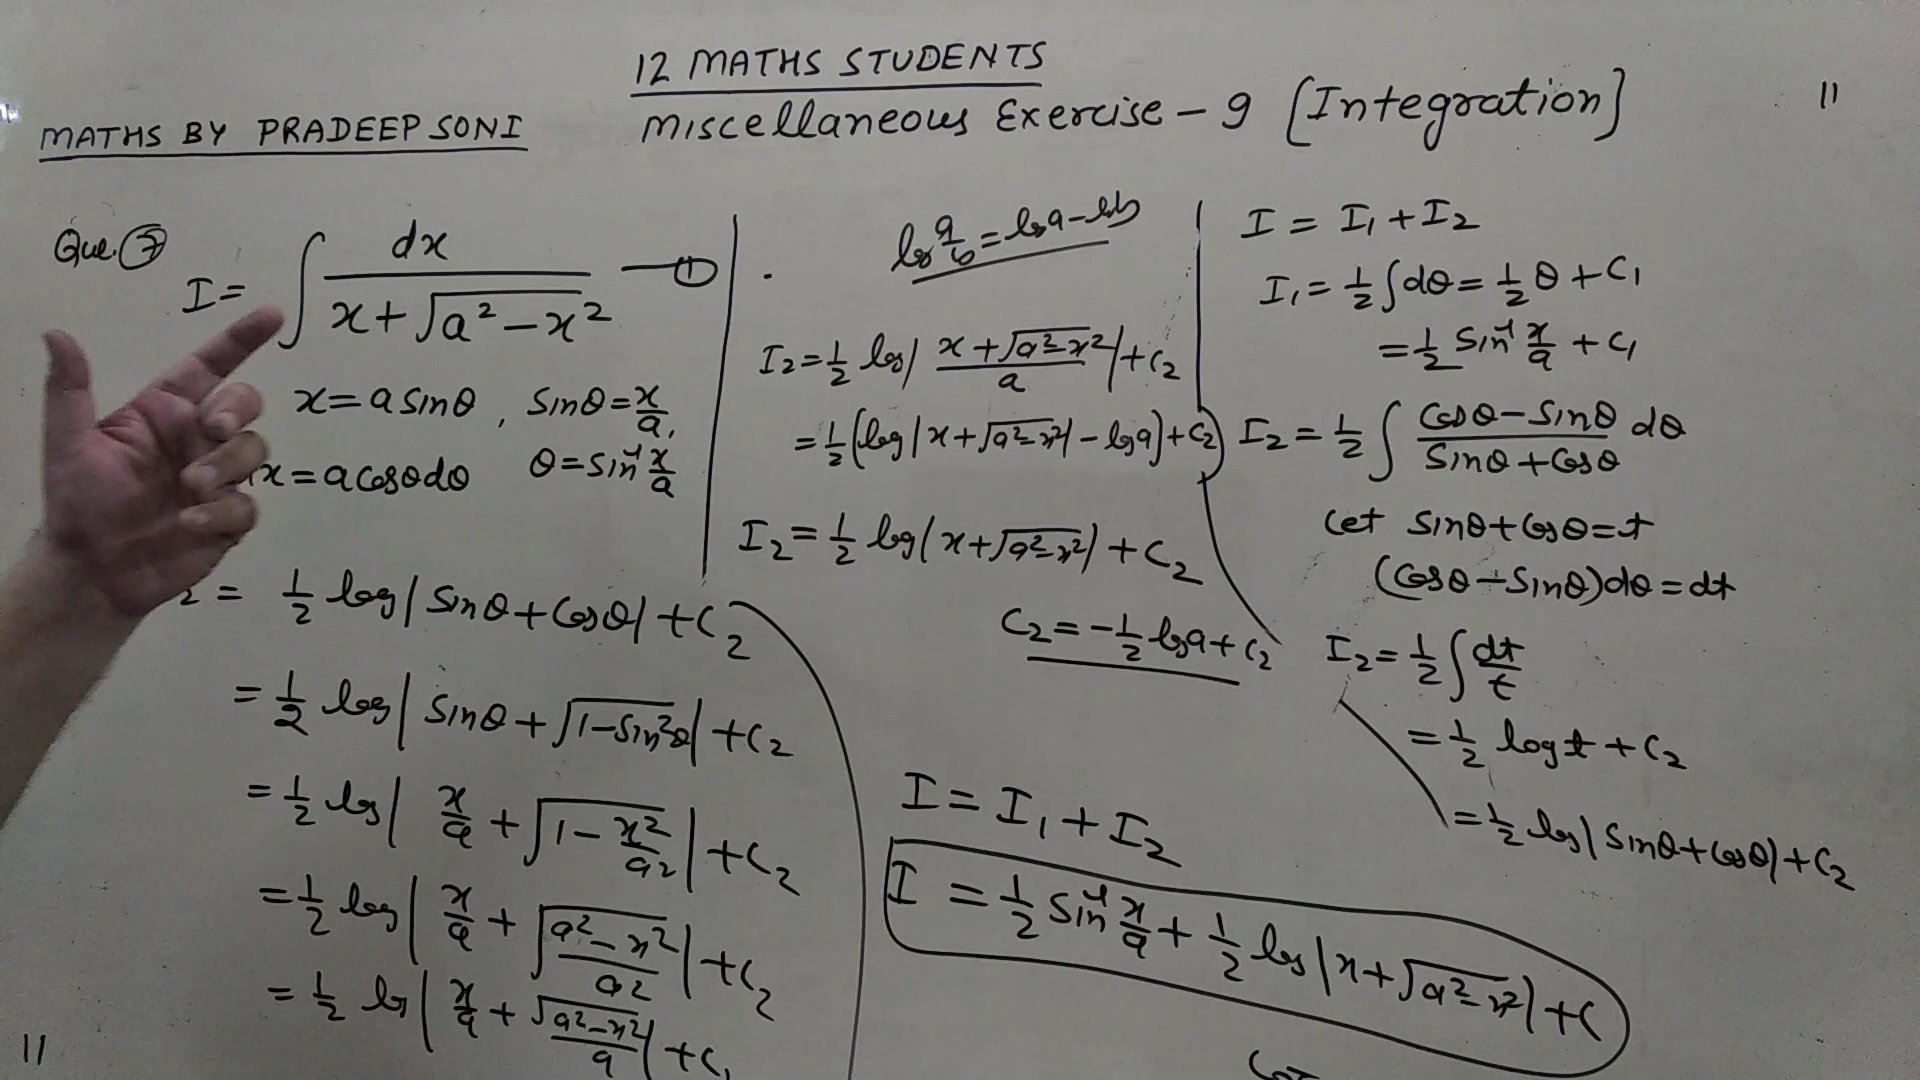 12 MATHS STUDENTS
MATHS BY PRADEEP SONI
Miscellaneous Exercise - 9 [Integration]
11
Que. 7
I = ∫ dx / (x + √(a² - x²)) — ①
x = a sinθ, sinθ = x/a,
x = a cosθ dθ θ = sin⁻¹ x/a
2 = 1/2 log|sinθ + cosθ| + C₂
= 1/2 log|sinθ + √(1 - sin²θ)| + C₂
= 1/2 log|x/a + √(1 - x²/a²)| + C₂
= 1/2 log|x/a + √((a² - x²)/a²)| + C₂
= 1/2 log|x/a + √(a² - x²)/a| + C
11
log a/b = log a - log b
I₂ = 1/2 log|(x + √(a² - x²))/a| + C₂
= 1/2 (log|x + √(a² - x²)| - log a) + C₂
I₂ = 1/2 log|x + √(a² - x²)| + C₂
C₂ = -1/2 log a + C₂
I = I₁ + I₂
I = 1/2 sin⁻¹ x/a + 1/2 log|x + √(a² - x²)| + C
I = I₁ + I₂
I₁ = 1/2 ∫dθ = 1/2 θ + C₁
= 1/2 sin⁻¹ x/a + C₁
I₂ = 1/2 ∫ (cosθ - sinθ)/(sinθ + cosθ) dθ
Let sinθ + cosθ = t
(cosθ - sinθ)dθ = dt
I₂ = 1/2 ∫ dt/t
= 1/2 log t + C₂
= 1/2 log|sinθ + cosθ| + C₂